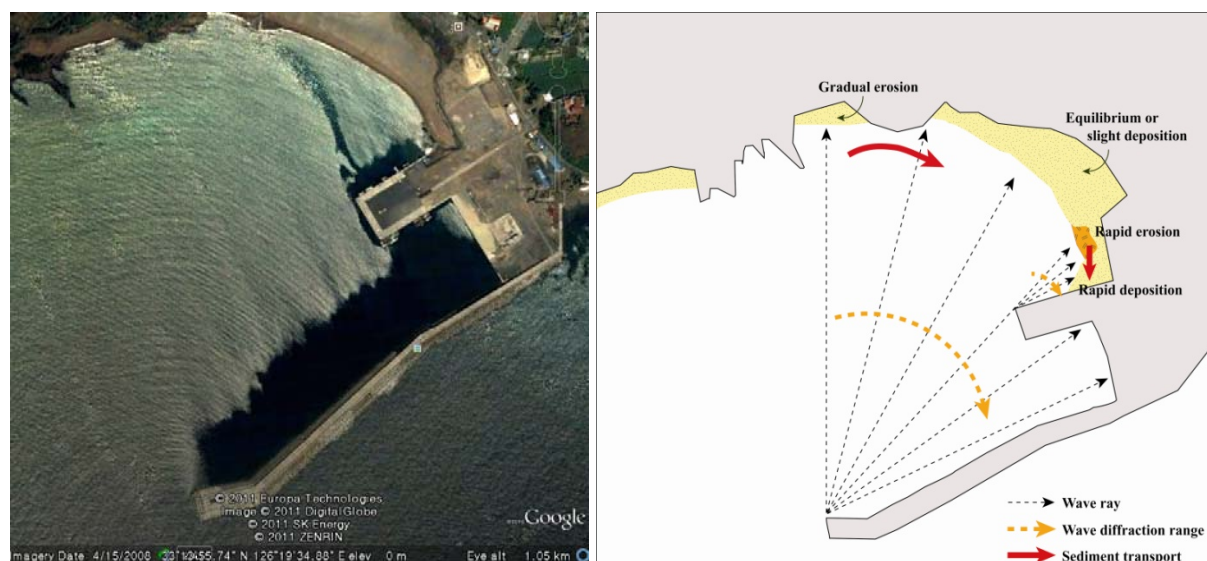 © 2011 Europa Technologies
Image © 2011 DigitalGlobe
© 2011 SK Energy
© 2011 ZENRIN
Google
Imagery Date 4/15/2008
N 126°19'34.88" E elev 0 m
Eye alt 1.05 km
Gradual erosion
Equilibrium or
slight deposition
Rapid erosion
Rapid deposition
Wave ray
Wave diffraction range
Sediment transport